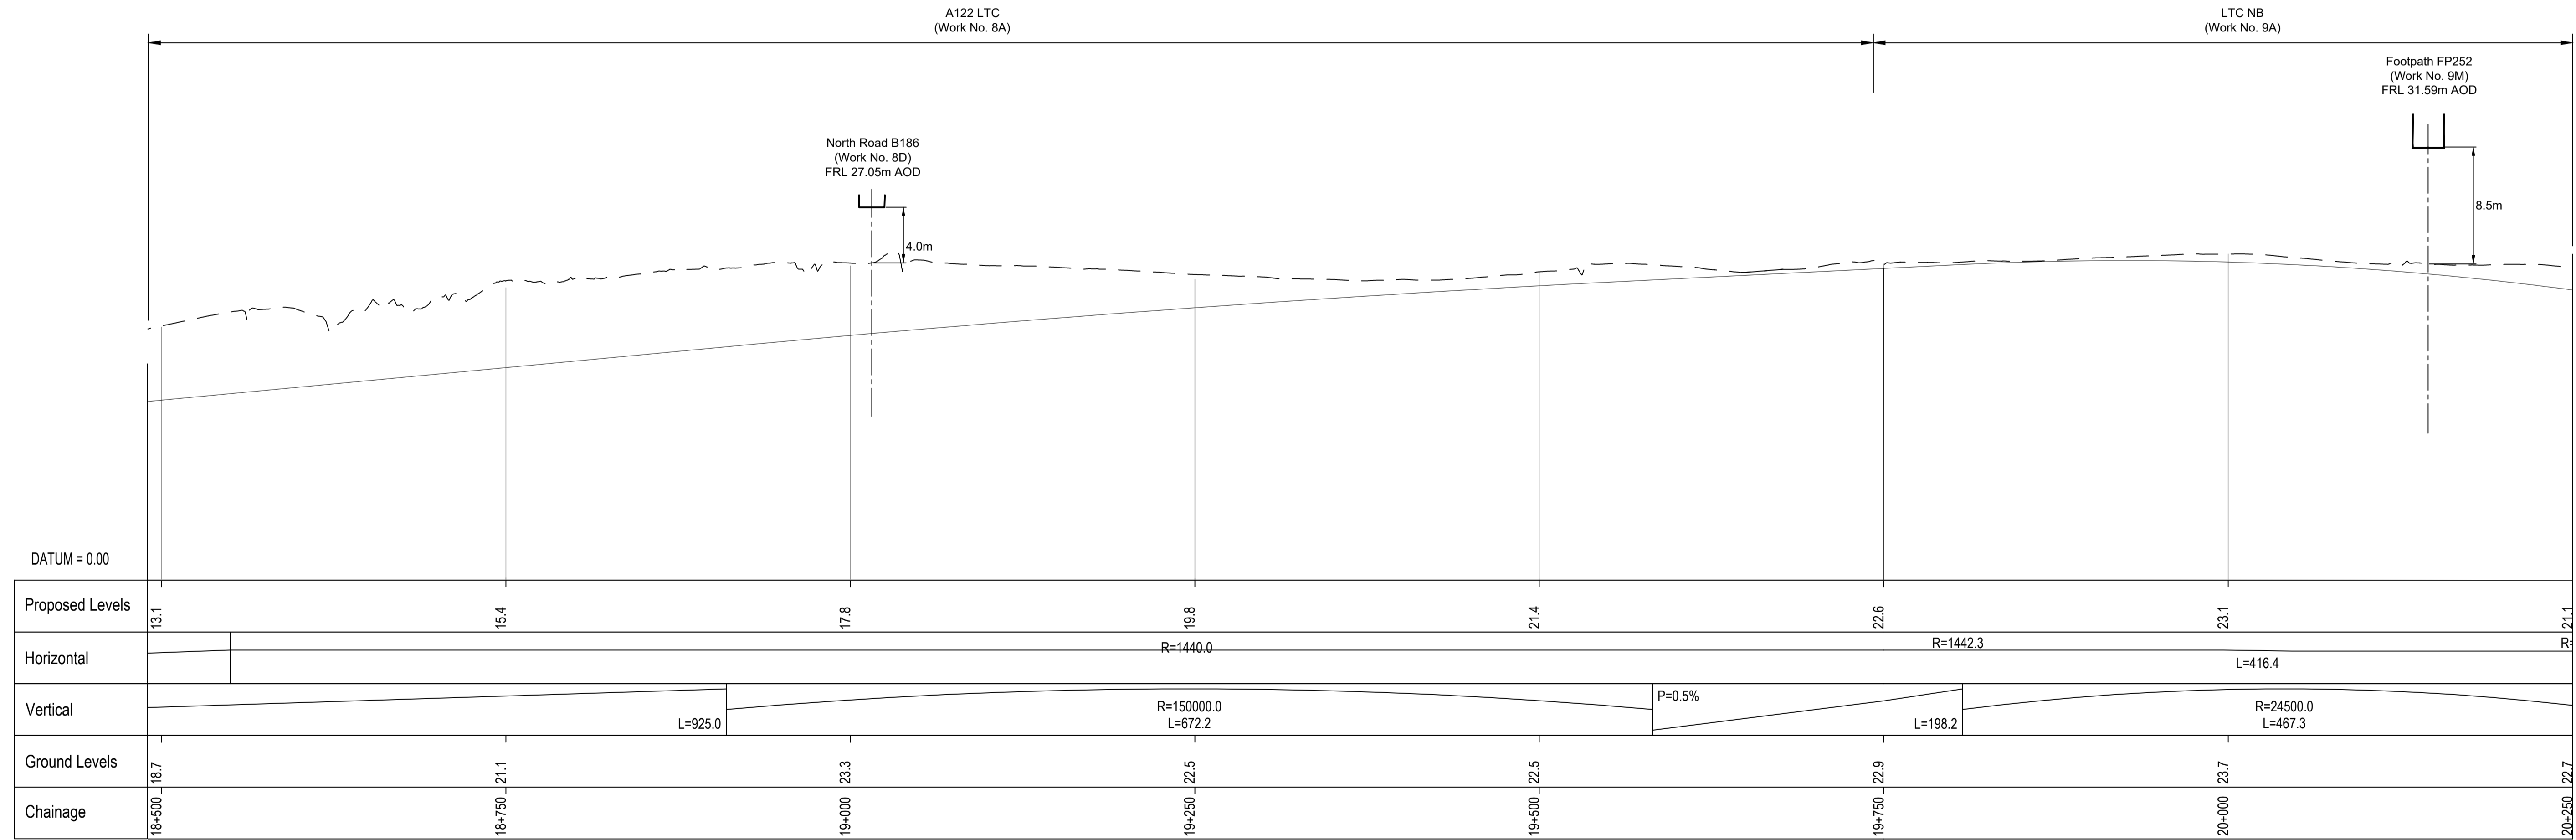 A122 LTC
(Work No. 8A)
LTC NB
(Work No. 9A)
Footpath FP252
(Work No. 9M)
FRL 31.59m AOD
North Road B186
(Work No. 8D)
FRL 27.05m AOD
8.5m
4.0m
DATUM = 0.00
Proposed Levels 13.1 15.4 17.8 19.8 21.4 22.6 23.1 21.1
Horizontal R=1440.0 R=1442.3 L=416.4 R=
Vertical L=925.0 R=150000.0 L=672.2 P=0.5% L=198.2 R=24500.0 L=467.3
Ground Levels 18.7 21.1 23.3 22.5 22.5 22.9 23.7 22.7
Chainage 18+500 18+750 19+000 19+250 19+500 19+750 20+000 20+250